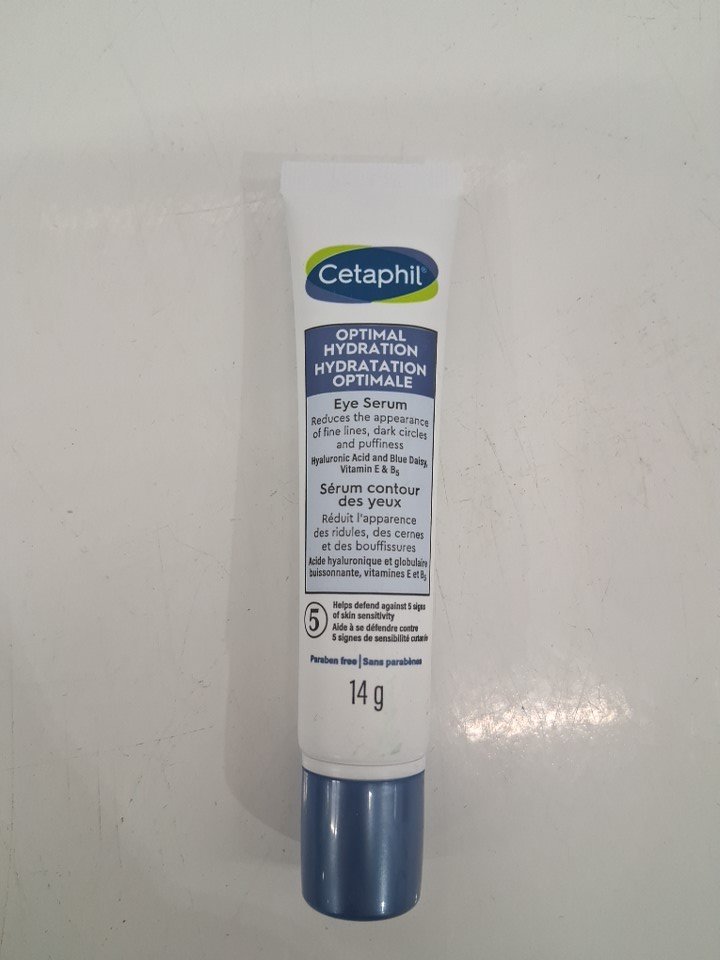 Cetaphil®
OPTIMAL
HYDRATION
HYDRATATION
OPTIMALE
Eye Serum
Reduces the appearance
of fine lines, dark circles
and puffiness
Hyaluronic Acid and Blue Daisy,
Vitamin E & B5
Sérum contour
des yeux
Réduit l'apparence
des ridules, des cernes
et des bouffissures
Acide hyaluronique et globulaire
buissonnante, vitamines E et B5
5
Helps defend against 5 signs
of skin sensitivity
Aide à se défendre contre
5 signes de sensibilité cutanée
Paraben free | Sans parabènes
14 g